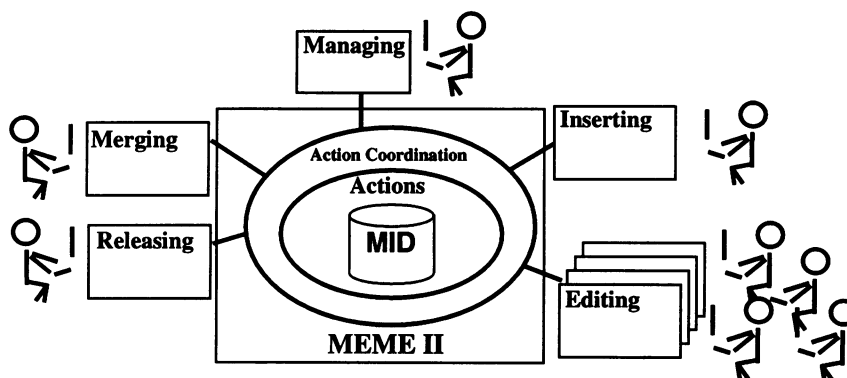 Managing
Merging
Inserting
Action Coordination
Actions
Releasing
MID
Editing
MEME II